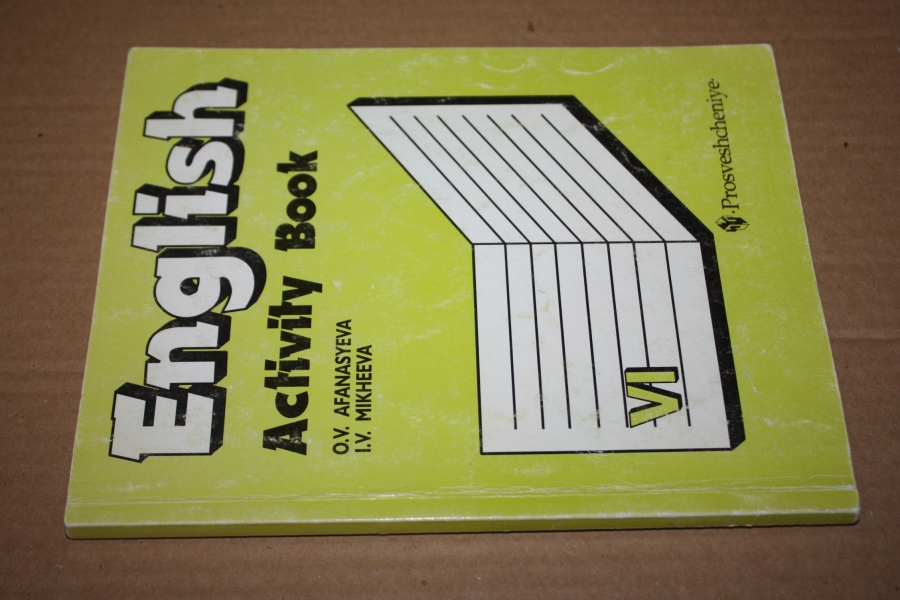 English
Activity Book
O.V. AFANASYEVA
I.V. MIKHEEVA
VI
·Prosveshcheniye·